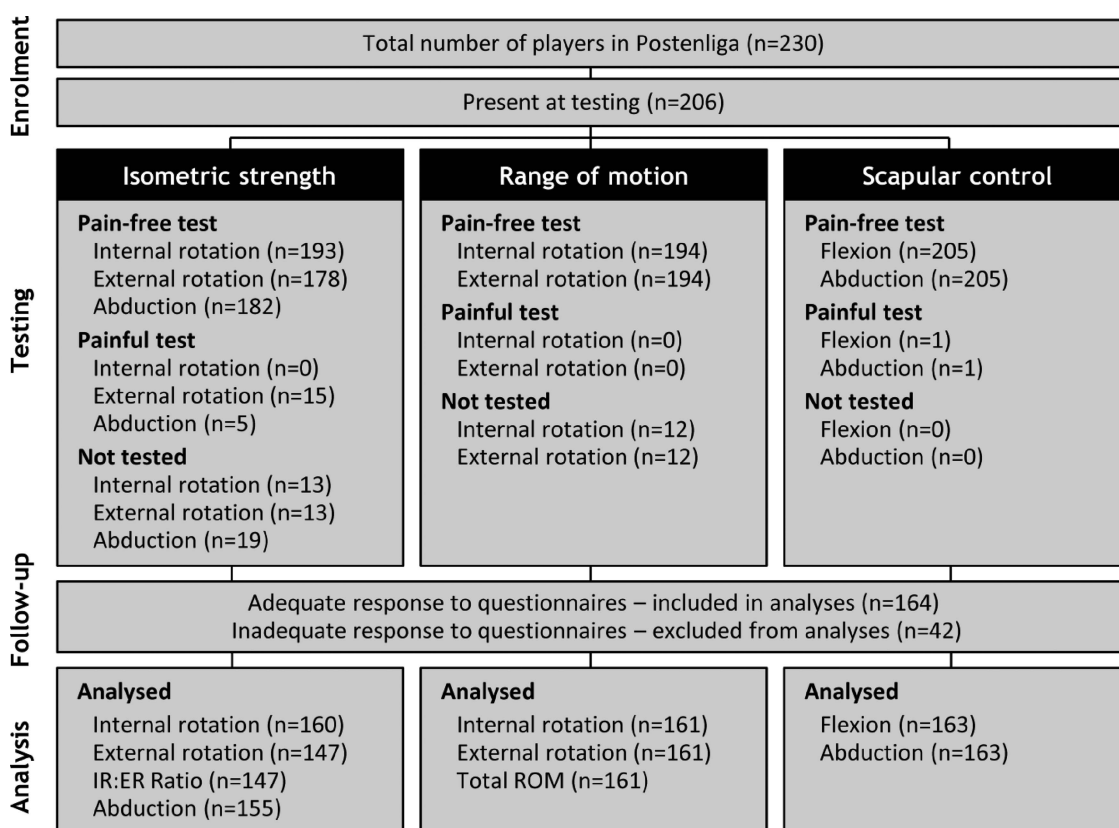 Enrolment
Total number of players in Postenliga (n=230)
Present at testing (n=206)
Testing
Isometric strength
Pain-free test
Internal rotation (n=193)
External rotation (n=178)
Abduction (n=182)
Painful test
Internal rotation (n=0)
External rotation (n=15)
Abduction (n=5)
Not tested
Internal rotation (n=13)
External rotation (n=13)
Abduction (n=19)
Range of motion
Pain-free test
Internal rotation (n=194)
External rotation (n=194)
Painful test
Internal rotation (n=0)
External rotation (n=0)
Not tested
Internal rotation (n=12)
External rotation (n=12)
Scapular control
Pain-free test
Flexion (n=205)
Abduction (n=205)
Painful test
Flexion (n=1)
Abduction (n=1)
Not tested
Flexion (n=0)
Abduction (n=0)
Follow-up
Adequate response to questionnaires – included in analyses (n=164)
Inadequate response to questionnaires – excluded from analyses (n=42)
Analysis
Analysed
Internal rotation (n=160)
External rotation (n=147)
IR:ER Ratio (n=147)
Abduction (n=155)
Analysed
Internal rotation (n=161)
External rotation (n=161)
Total ROM (n=161)
Analysed
Flexion (n=163)
Abduction (n=163)